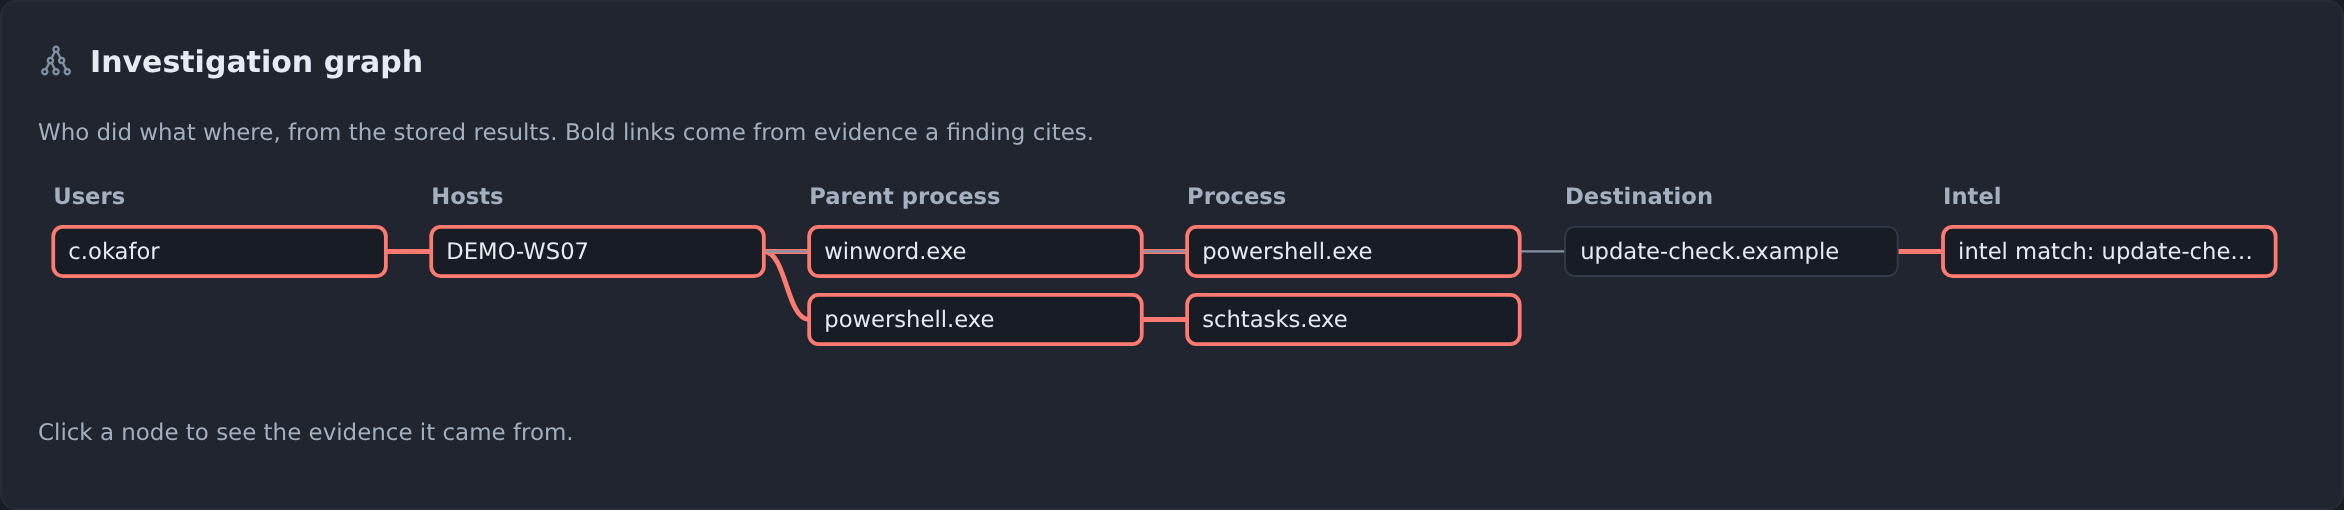 Investigation graph
Who did what where, from the stored results. Bold links come from evidence a finding cites.
Users Hosts Parent process Process Destination Intel
c.okafor DEMO-WS07 winword.exe powershell.exe update-check.example intel match: update-che...
powershell.exe schtasks.exe
Click a node to see the evidence it came from.